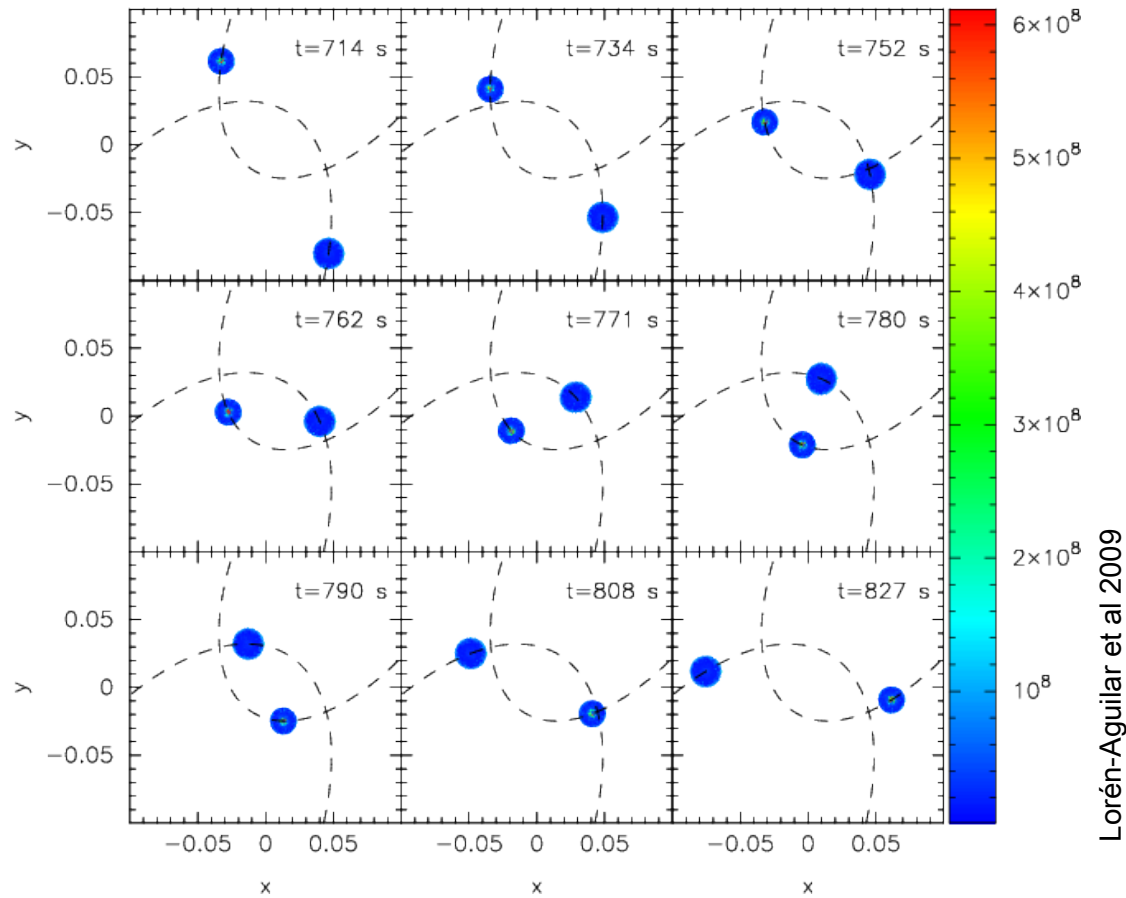 t=714 s
t=734 s
t=752 s
0.05
0
−0.05
y
t=762 s
t=771 s
t=780 s
0.05
0
−0.05
y
t=790 s
t=808 s
t=827 s
0.05
0
−0.05
y
−0.05 0 0.05
−0.05 0 0.05
−0.05 0 0.05
x
x
x
6×10⁸
5×10⁸
4×10⁸
3×10⁸
2×10⁸
10⁸
Lorén-Aguilar et al 2009